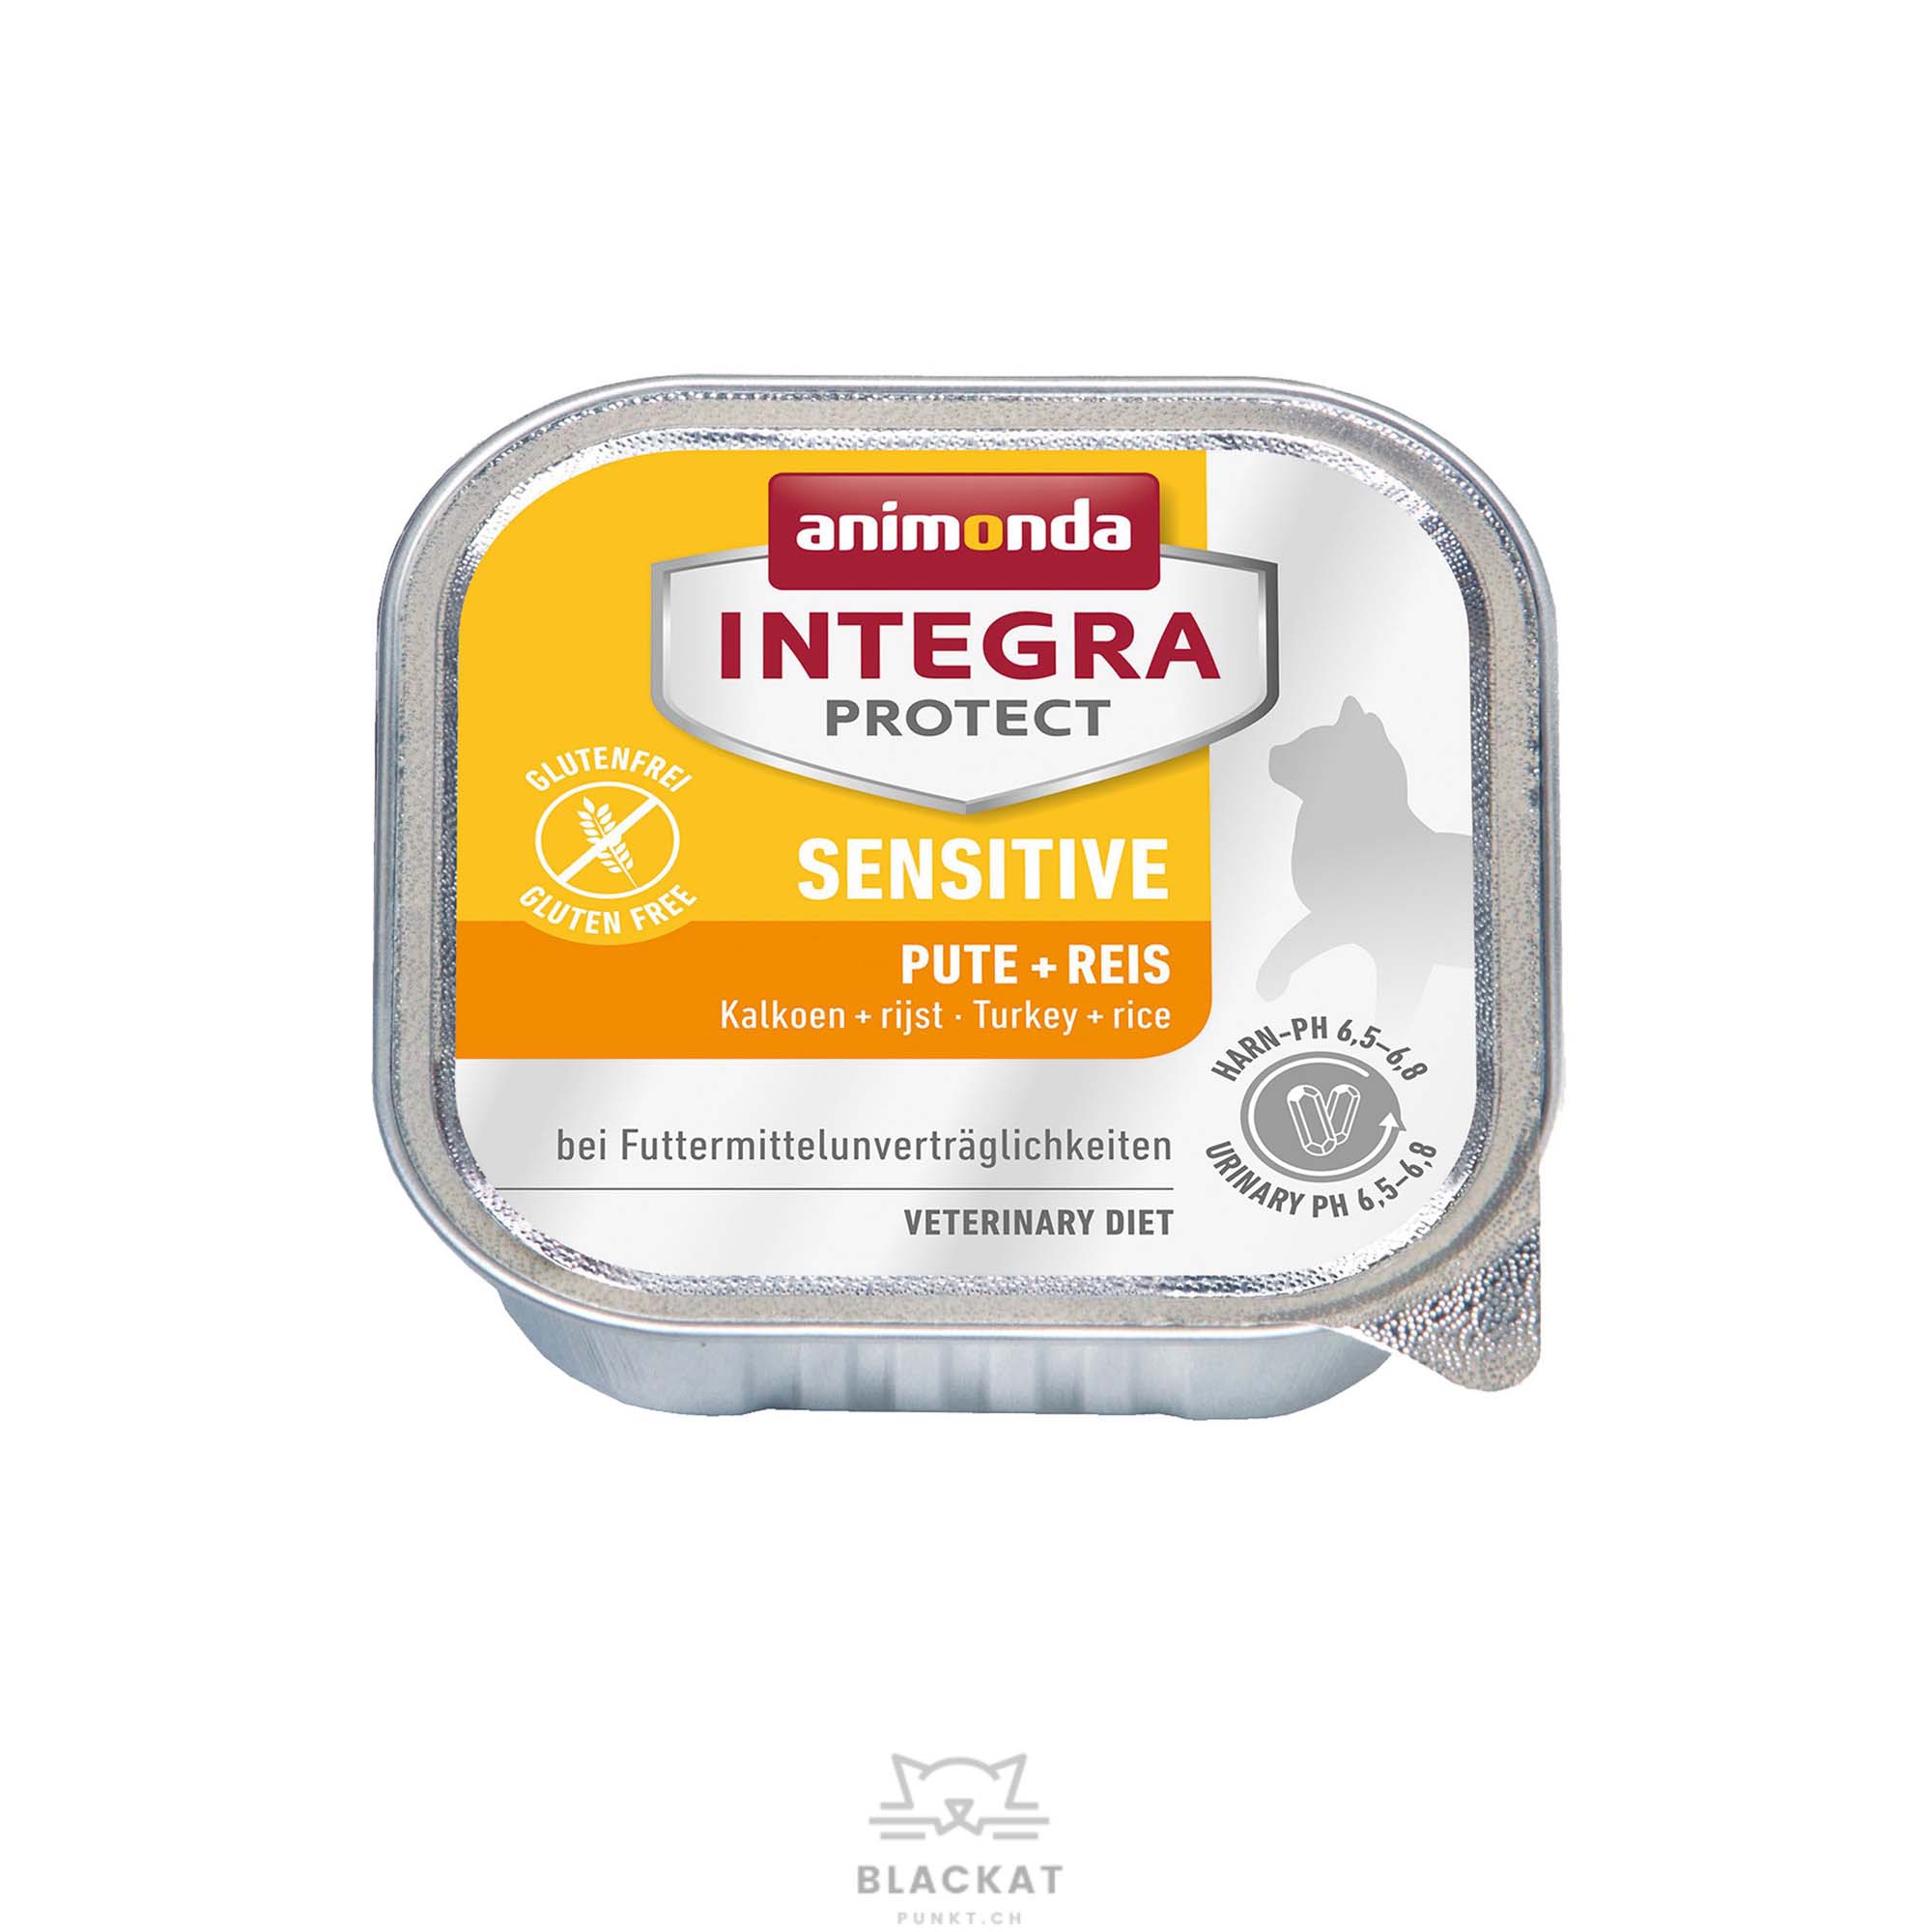 animonda
INTEGRA
PROTECT
GLUTENFREI
GLUTEN FREE
SENSITIVE
PUTE + REIS
Kalkoen + rijst · Turkey + rice
HARN-PH 6,5–6,8
URINARY PH 6,5–6,8
bei Futtermittelunverträglichkeiten
VETERINARY DIET
BLACKAT
PUNKT.CH